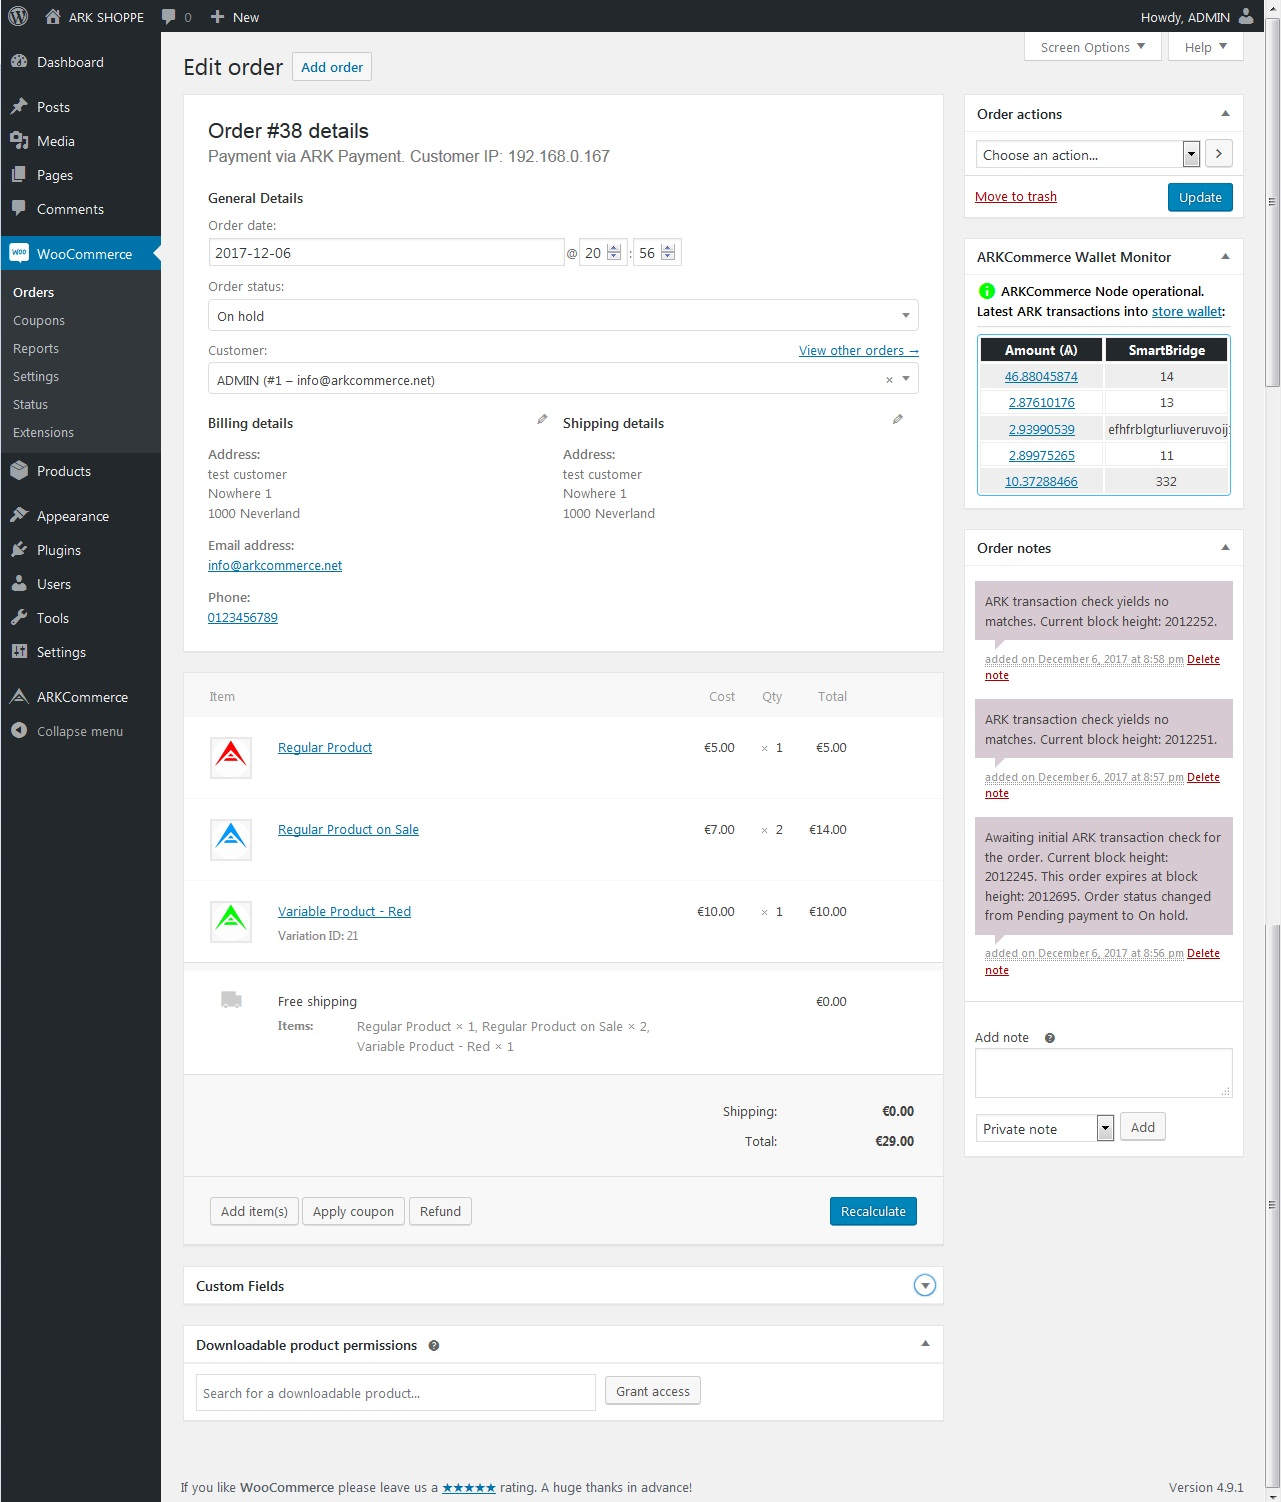 ARK SHOPPE 0 New Howdy, ADMIN
Screen Options Help
Dashboard
Posts
Media
Pages
Comments
WooCommerce
Orders
Coupons
Reports
Settings
Status
Extensions
Products
Appearance
Plugins
Users
Tools
Settings
ARKCommerce
Collapse menu
Edit order Add order
Order #38 details
Payment via ARK Payment. Customer IP: 192.168.0.167
General Details
Order date:
2017-12-06 @ 20 : 56
Order status:
On hold
Customer: View other orders →
ADMIN (#1 – info@arkcommerce.net) ×
Billing details
Address:
test customer
Nowhere 1
1000 Neverland
Email address:
info@arkcommerce.net
Phone:
0123456789
Shipping details
Address:
test customer
Nowhere 1
1000 Neverland
Item Cost Qty Total
Regular Product €5.00 × 1 €5.00
Regular Product on Sale €7.00 × 2 €14.00
Variable Product - Red €10.00 × 1 €10.00
Variation ID: 21
Free shipping €0.00
Items: Regular Product × 1, Regular Product on Sale × 2,
Variable Product - Red × 1
Shipping: €0.00
Total: €29.00
Add item(s) Apply coupon Refund Recalculate
Custom Fields
Downloadable product permissions ?
Search for a downloadable product... Grant access
Order actions
Choose an action... >
Move to trash Update
ARKCommerce Wallet Monitor
ARKCommerce Node operational.
Latest ARK transactions into store wallet:
Amount (Ѧ) SmartBridge
46.88045874 14
2.87610176 13
2.93990539 efhfrblgturliuveruvoij
2.89975265 11
10.37288466 332
Order notes
ARK transaction check yields no
matches. Current block height: 2012252.
added on December 6, 2017 at 8:58 pm Delete
note
ARK transaction check yields no
matches. Current block height: 2012251.
added on December 6, 2017 at 8:57 pm Delete
note
Awaiting initial ARK transaction check for
the order. Current block height:
2012245. This order expires at block
height: 2012695. Order status changed
from Pending payment to On hold.
added on December 6, 2017 at 8:56 pm Delete
note
Add note ?
Private note Add
If you like WooCommerce please leave us a ★★★★★ rating. A huge thanks in advance! Version 4.9.1